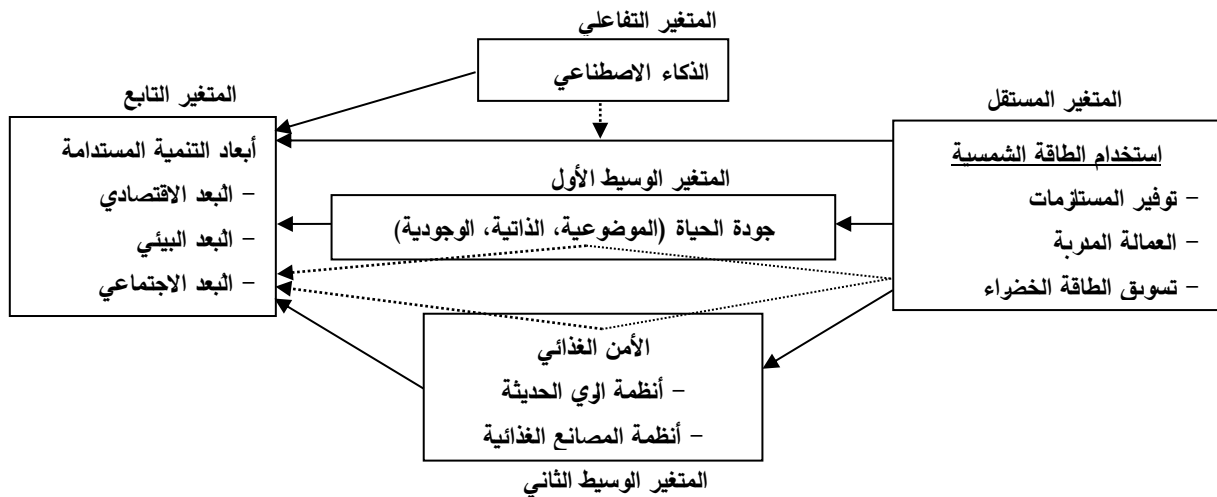 المتغير التفاعلي
الذكاء الاصطناعي
المتغير المستقل
استخدام الطاقة الشمسية
- توفير المستلزمات
- العمالة المدربة
- تسويق الطاقة الخضراء
المتغير الوسيط الأول
جودة الحياة (الموضوعية، الذاتية، الوجودية)
المتغير التابع
أبعاد التنمية المستدامة
- البعد الاقتصادي
- البعد البيئي
- البعد الاجتماعي
الأمن الغذائي
- أنظمة الري الحديثة
- أنظمة المصانع الغذائية
المتغير الوسيط الثاني